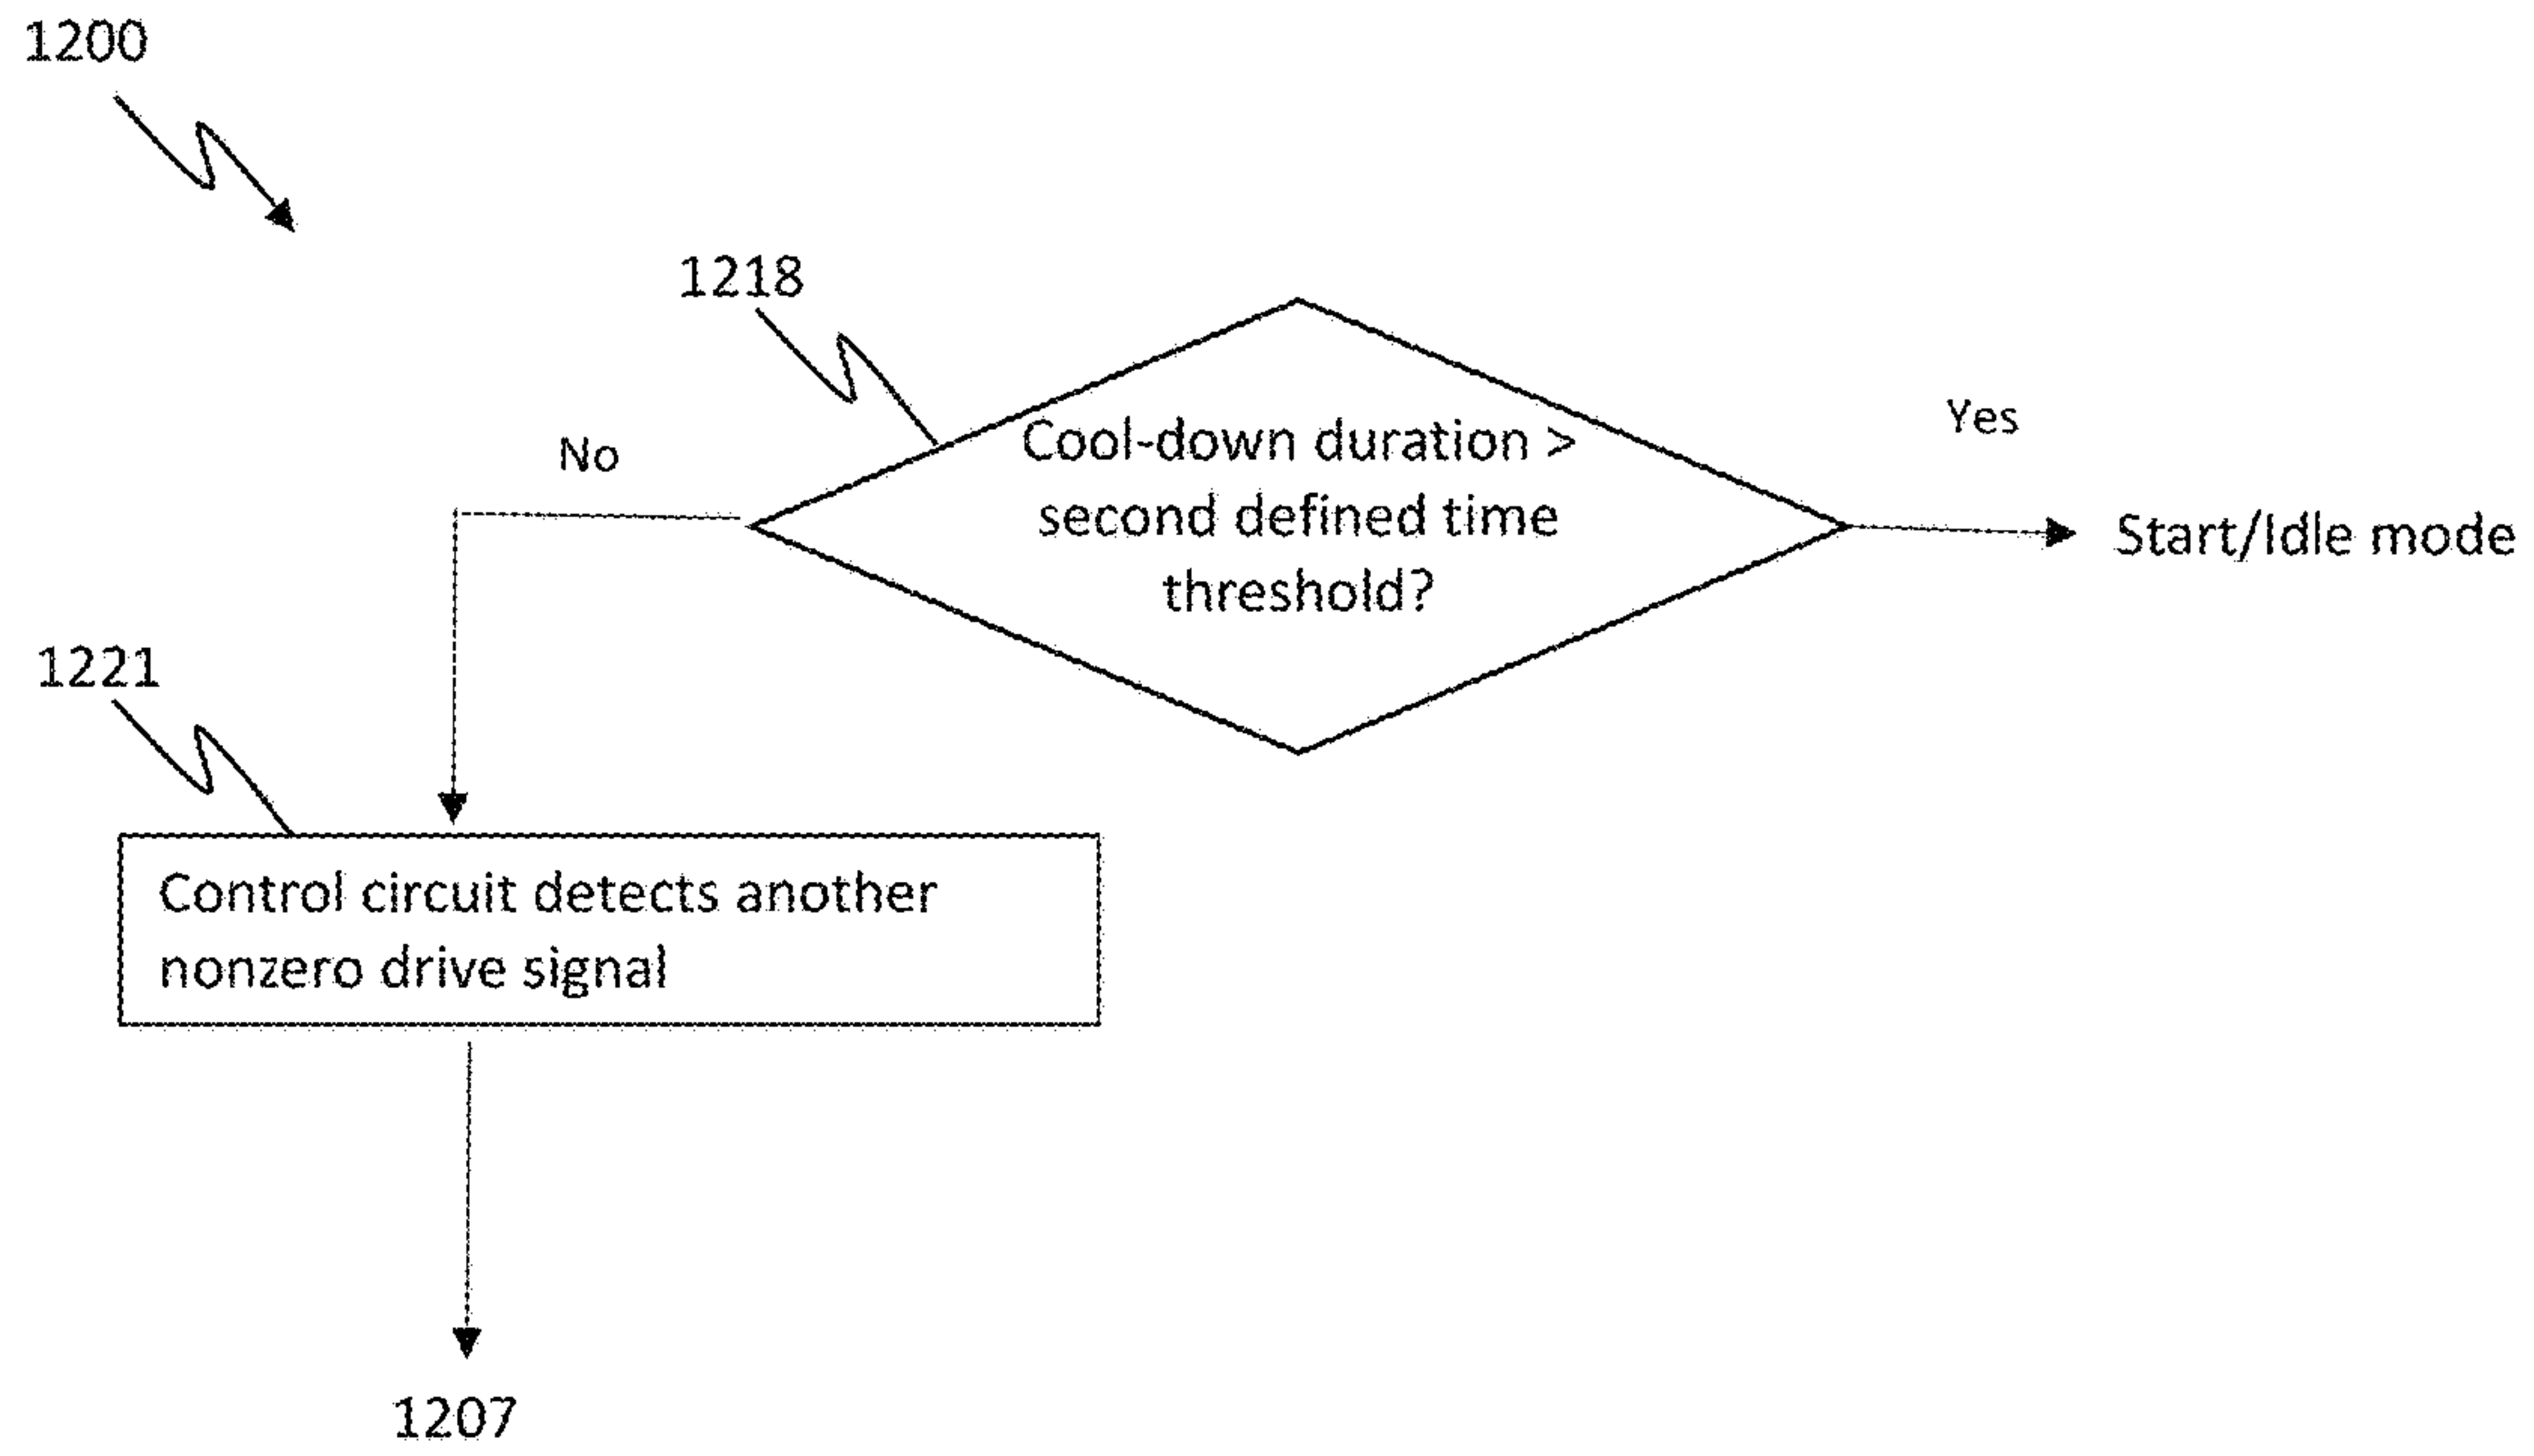 1200
1218
Yes
No
Cool-down duration >
second defined time
threshold?
Start/Idle mode
1221
Control circuit detects another
nonzero drive signal
1207